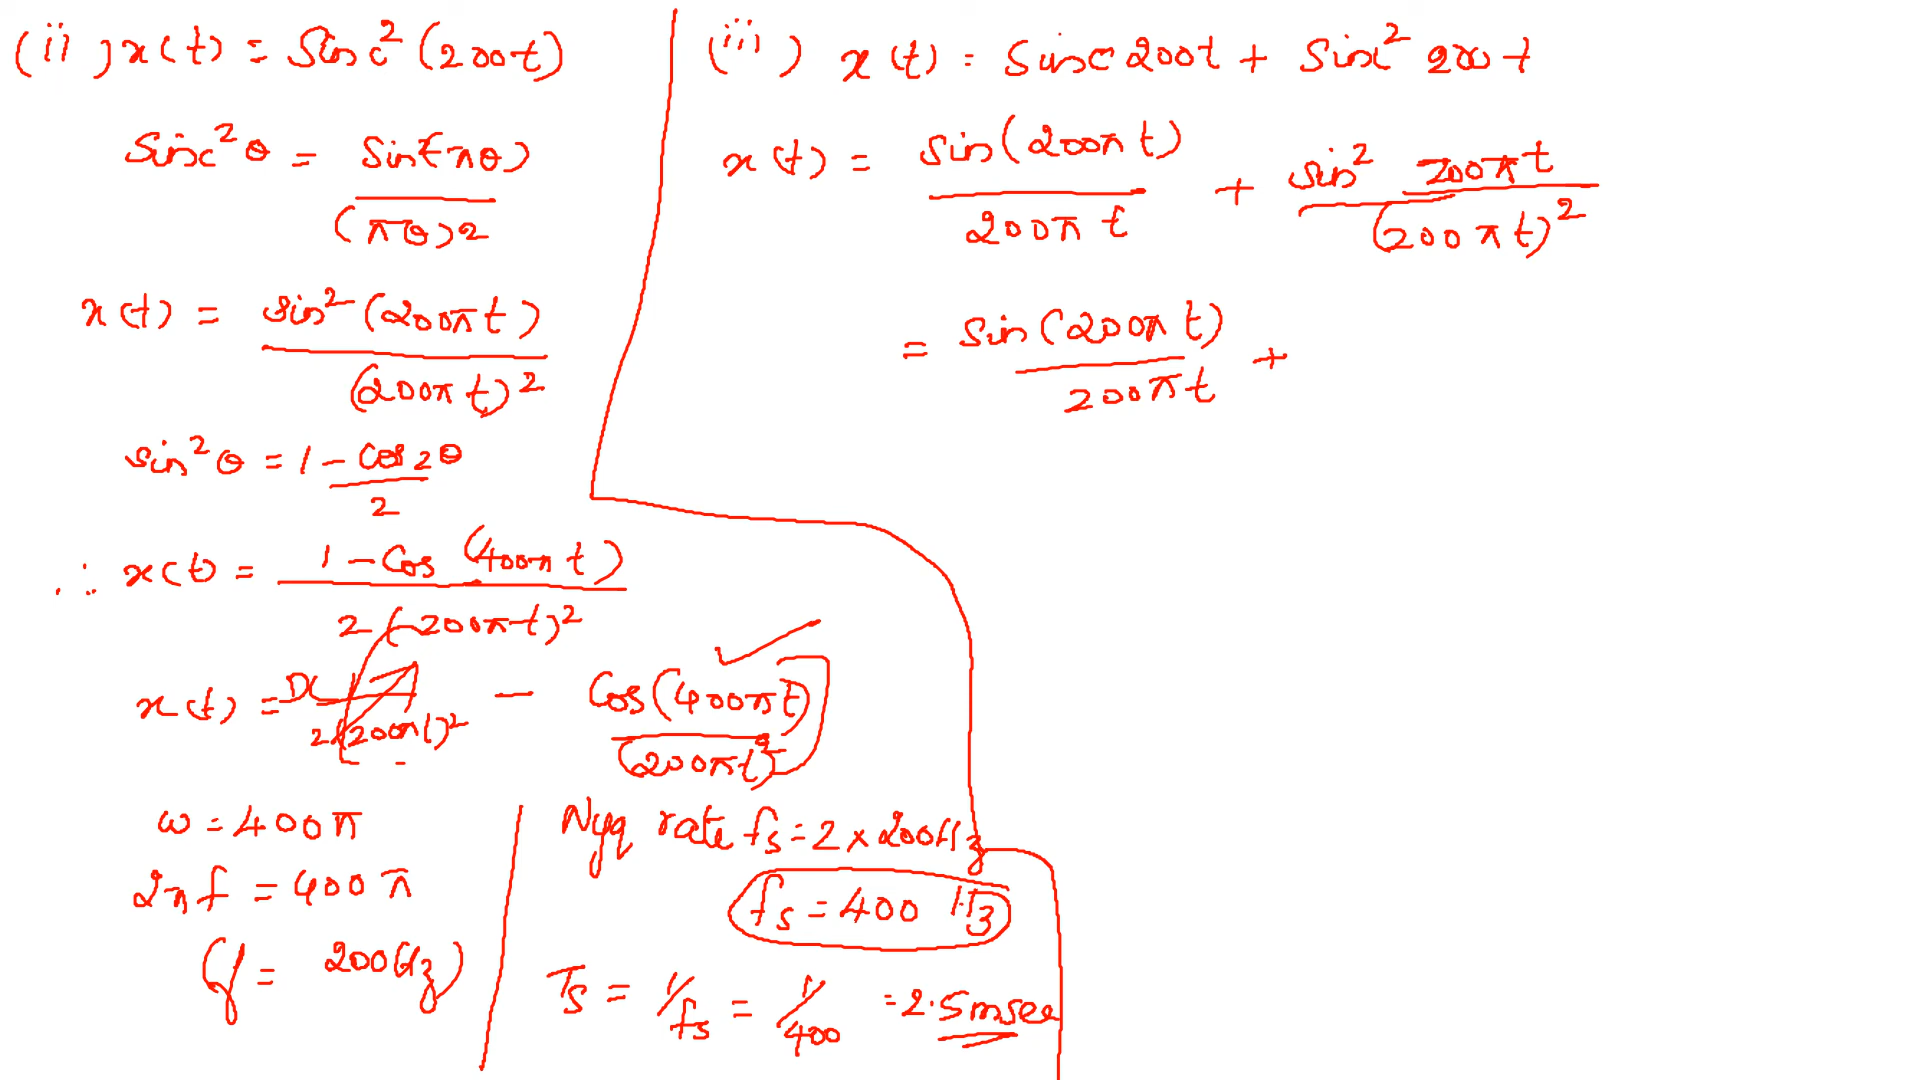 (ii) x(t) = Sinc² (200t)
Sinc²θ = Sin²(πθ) / (πθ)2
x(t) = sin² (200πt) / (200πt)²
sin²θ = 1 - cos2θ / 2
∴ x(t) = 1 - Cos (400πt) / 2(200πt)²
x(t) = DC 1 / 2(200πt)² - Cos(400πt) / (200πt)²
ω = 400π
2πf = 400π
f = 200Hz
Nyq rate fs = 2 × 200Hz
fs = 400 Hz
Ts = 1/fs = 1/400 = 2.5msec
(iii) x(t) = Sinc 200t + Sinc² 200t
x(t) = sin(200πt) / 200πt + sin² 200πt / (200πt)²
= sin(200πt) / 200πt +